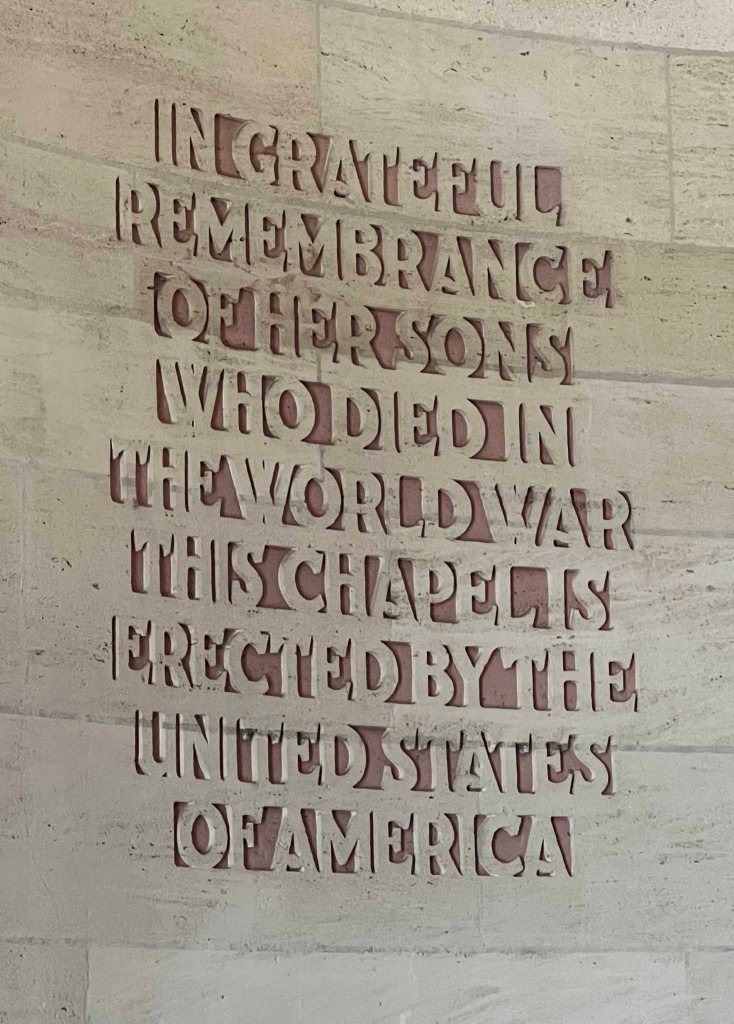 IN GRATEFUL
REMEMBRANCE
OF HER SONS
WHO DIED IN
THE WORLD WAR
THIS CHAPEL IS
ERECTED BY THE
UNITED STATES
OF AMERICA